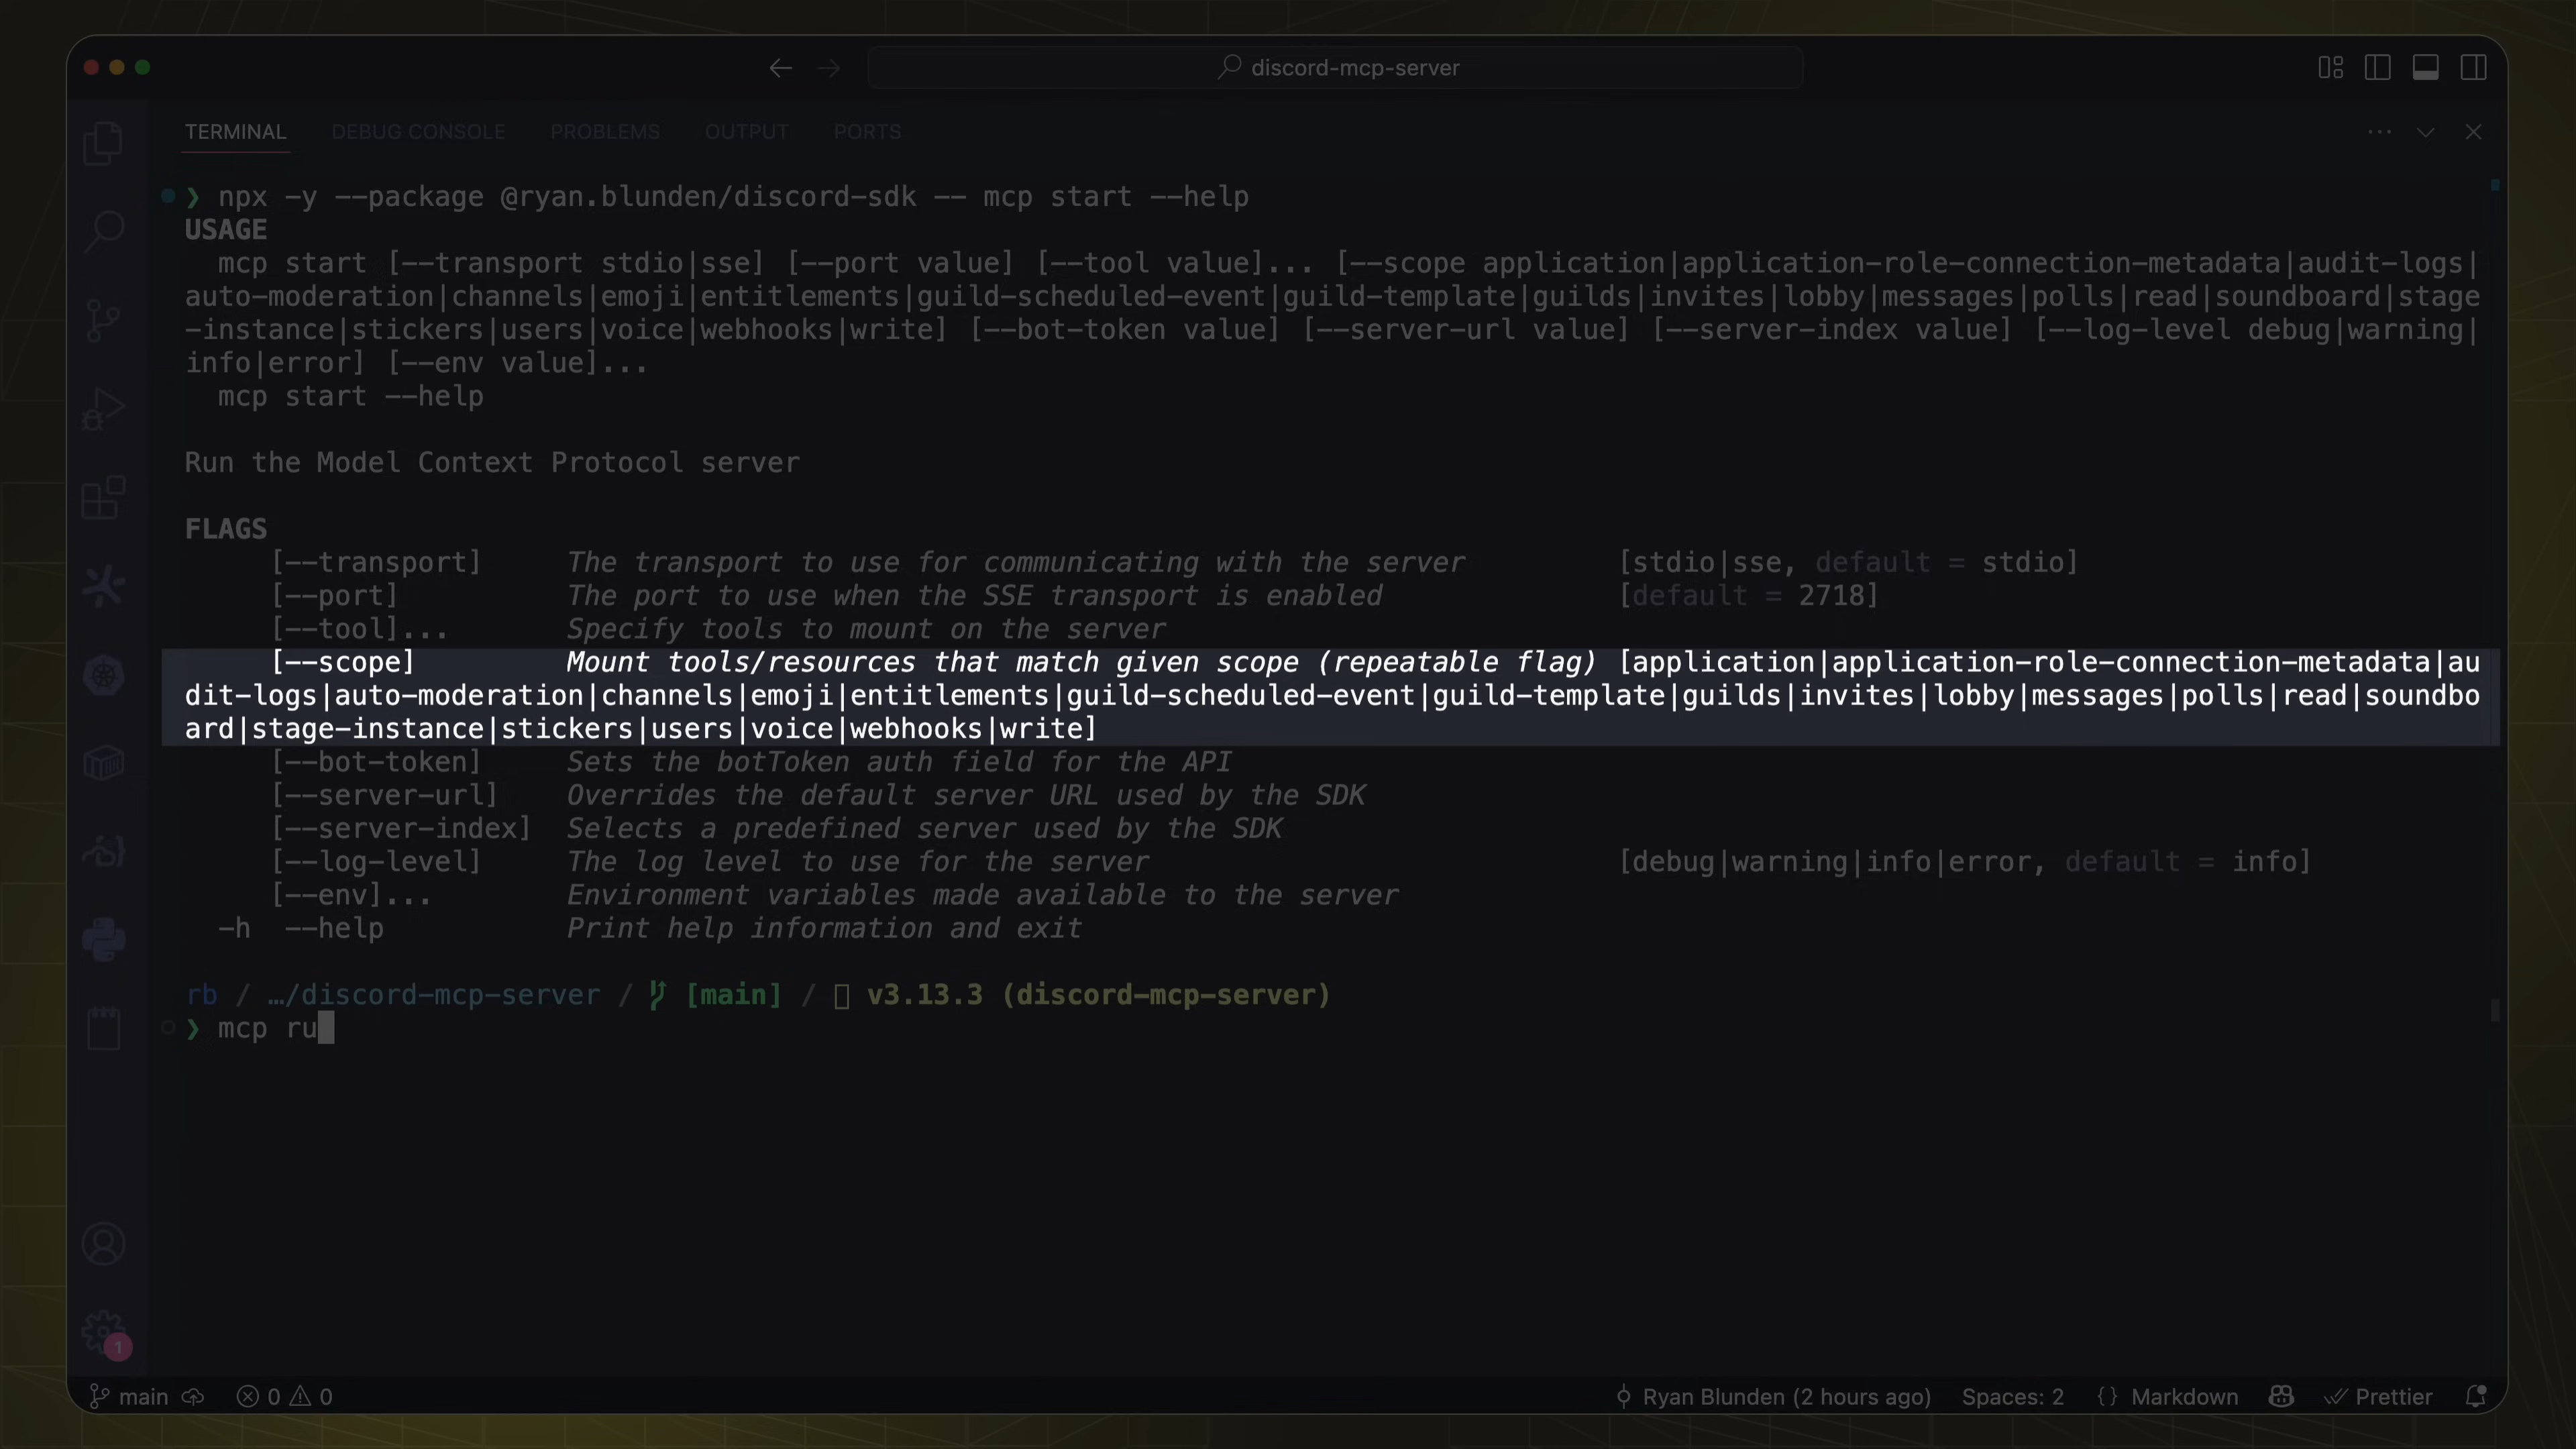 discord-mcp-server
TERMINAL DEBUG CONSOLE PROBLEMS OUTPUT PORTS
❯ npx -y --package @ryan.blunden/discord-sdk -- mcp start --help
USAGE
mcp start [--transport stdio|sse] [--port value] [--tool value]... [--scope application|application-role-connection-metadata|audit-logs|
auto-moderation|channels|emoji|entitlements|guild-scheduled-event|guild-template|guilds|invites|lobby|messages|polls|read|soundboard|stage
-instance|stickers|users|voice|webhooks|write] [--bot-token value] [--server-url value] [--server-index value] [--log-level debug|warning|
info|error] [--env value]...
mcp start --help
Run the Model Context Protocol server
FLAGS
[--transport] The transport to use for communicating with the server [stdio|sse, default = stdio]
[--port] The port to use when the SSE transport is enabled [default = 2718]
[--tool]... Specify tools to mount on the server
[--scope] Mount tools/resources that match given scope (repeatable flag) [application|application-role-connection-metadata|au
dit-logs|auto-moderation|channels|emoji|entitlements|guild-scheduled-event|guild-template|guilds|invites|lobby|messages|polls|read|soundbo
ard|stage-instance|stickers|users|voice|webhooks|write]
[--bot-token] Sets the botToken auth field for the API
[--server-url] Overrides the default server URL used by the SDK
[--server-index] Selects a predefined server used by the SDK
[--log-level] The log level to use for the server [debug|warning|info|error, default = info]
[--env]... Environment variables made available to the server
-h --help Print help information and exit
rb / …/discord-mcp-server / [main] / v3.13.3 (discord-mcp-server)
❯ mcp ru
1
main 0 0 Ryan Blunden (2 hours ago) Spaces: 2 {} Markdown Prettier